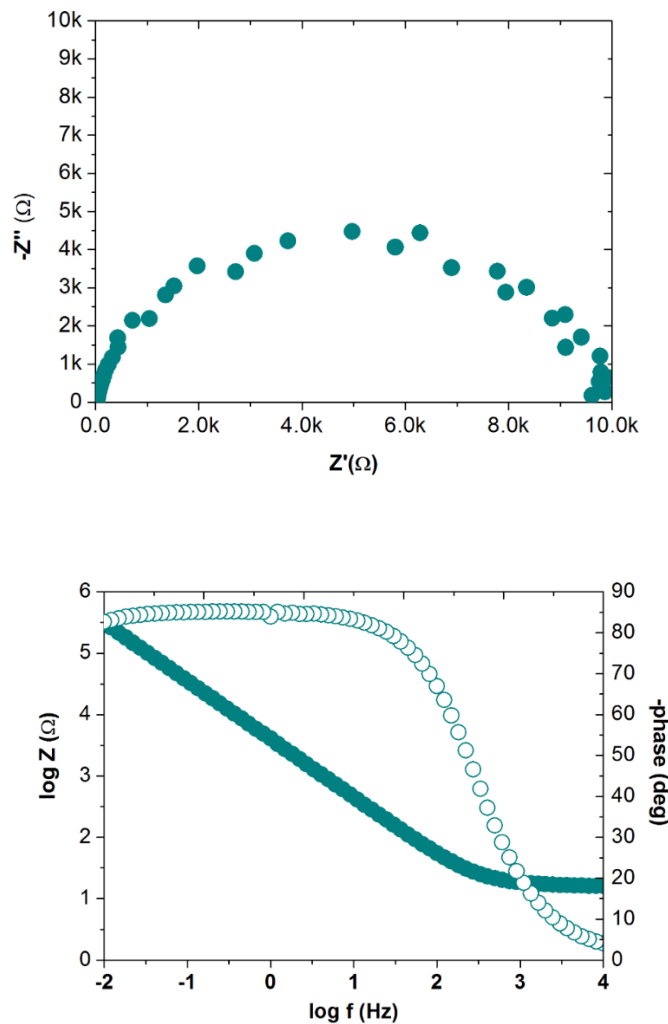 10k
9k
8k
7k
6k
5k
4k
3k
2k
1k
0
-Z'' (Ω)
0.0 2.0k 4.0k 6.0k 8.0k 10.0k
Z'(Ω)
6
5
4
3
2
1
0
log Z (Ω)
90
80
70
60
50
40
30
20
10
0
-phase (deg)
-2 -1 0 1 2 3 4
log f (Hz)